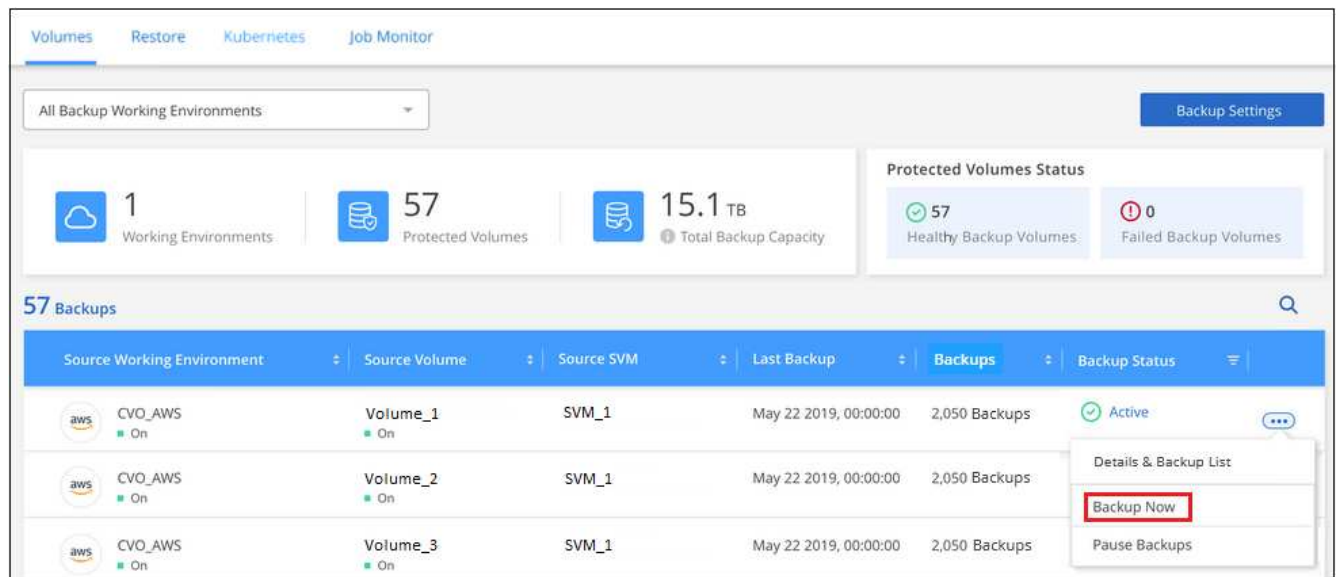 Volumes Restore Kubernetes Job Monitor
All Backup Working Environments
Backup Settings
1
Working Environments
57
Protected Volumes
15.1 TB
Total Backup Capacity
Protected Volumes Status
57
Healthy Backup Volumes
0
Failed Backup Volumes
57 Backups
Source Working Environment Source Volume Source SVM Last Backup Backups Backup Status
aws CVO_AWS Volume_1 SVM_1 May 22 2019, 00:00:00 2,050 Backups Active
On On
aws CVO_AWS Volume_2 SVM_1 May 22 2019, 00:00:00 2,050 Backups
On On
aws CVO_AWS Volume_3 SVM_1 May 22 2019, 00:00:00 2,050 Backups
On On
Details & Backup List
Backup Now
Pause Backups